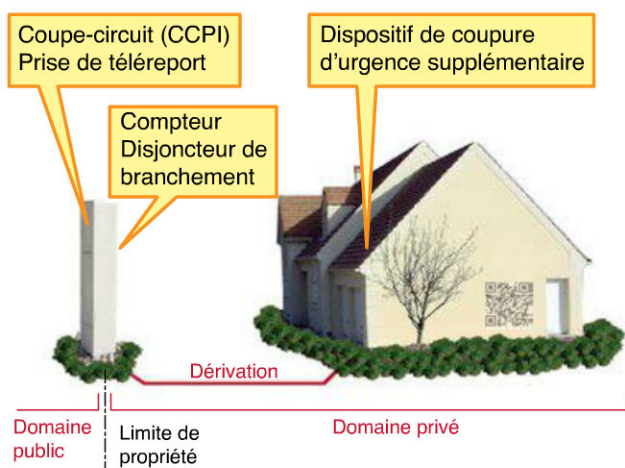 Coupe-circuit (CCPI)
Prise de téléreport
Dispositif de coupure
d'urgence supplémentaire
Compteur
Disjoncteur de
branchement
Dérivation
Domaine
public
Limite de
propriété
Domaine privé